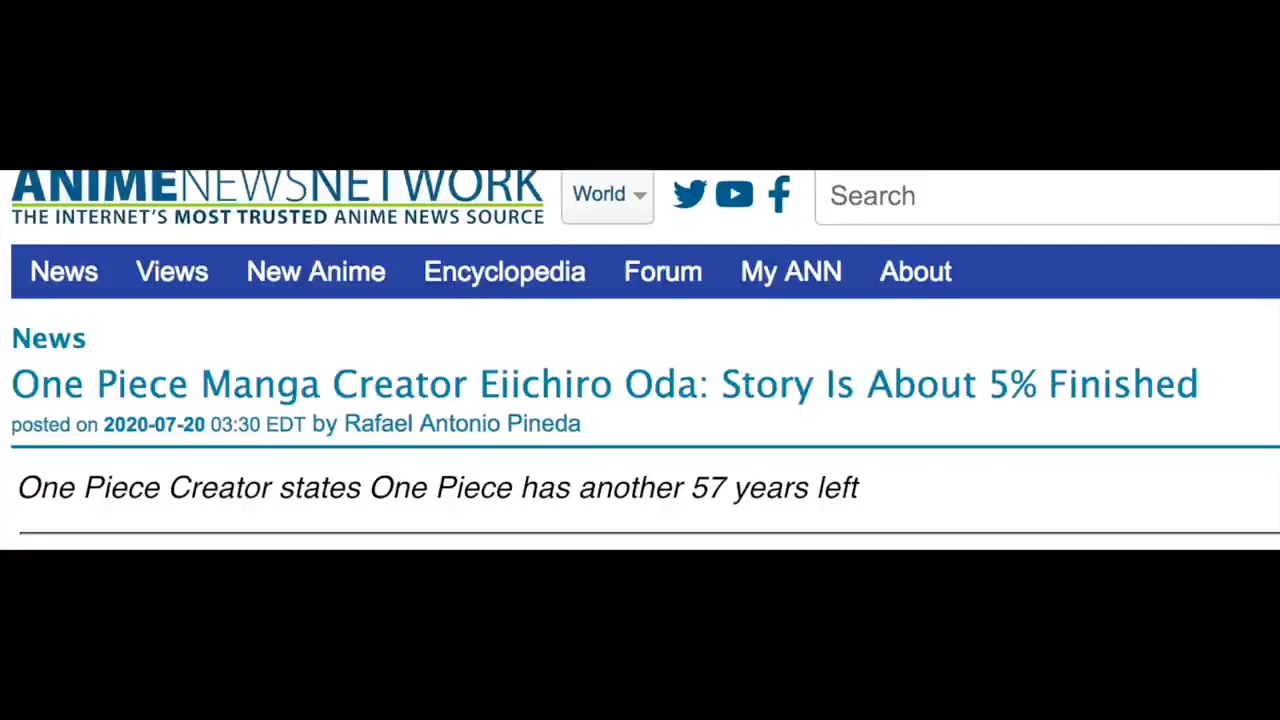 ANIMENEWSNETWORK
THE INTERNET'S MOST TRUSTED ANIME NEWS SOURCE
World
Search
News Views New Anime Encyclopedia Forum My ANN About
News
One Piece Manga Creator Eiichiro Oda: Story Is About 5% Finished
posted on 2020-07-20 03:30 EDT by Rafael Antonio Pineda
One Piece Creator states One Piece has another 57 years left